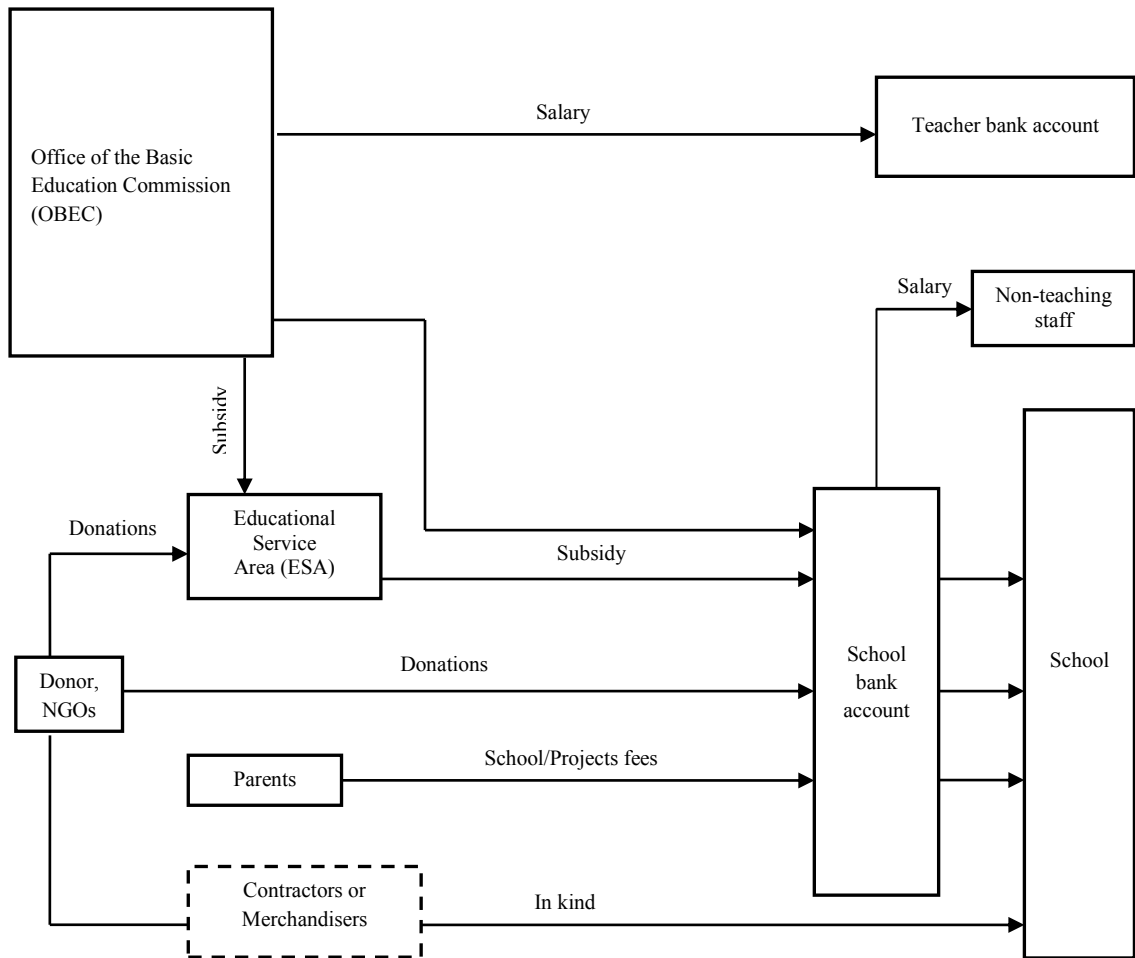 Salary
Teacher bank account
Office of the Basic
Education Commission
(OBEC)
Salary
Non-teaching
staff
Subsidy
Donations
Educational
Service
Area (ESA)
Subsidy
Donor,
NGOs
Donations
School
bank
account
School
Parents
School/Projects fees
Contractors or
Merchandisers
In kind